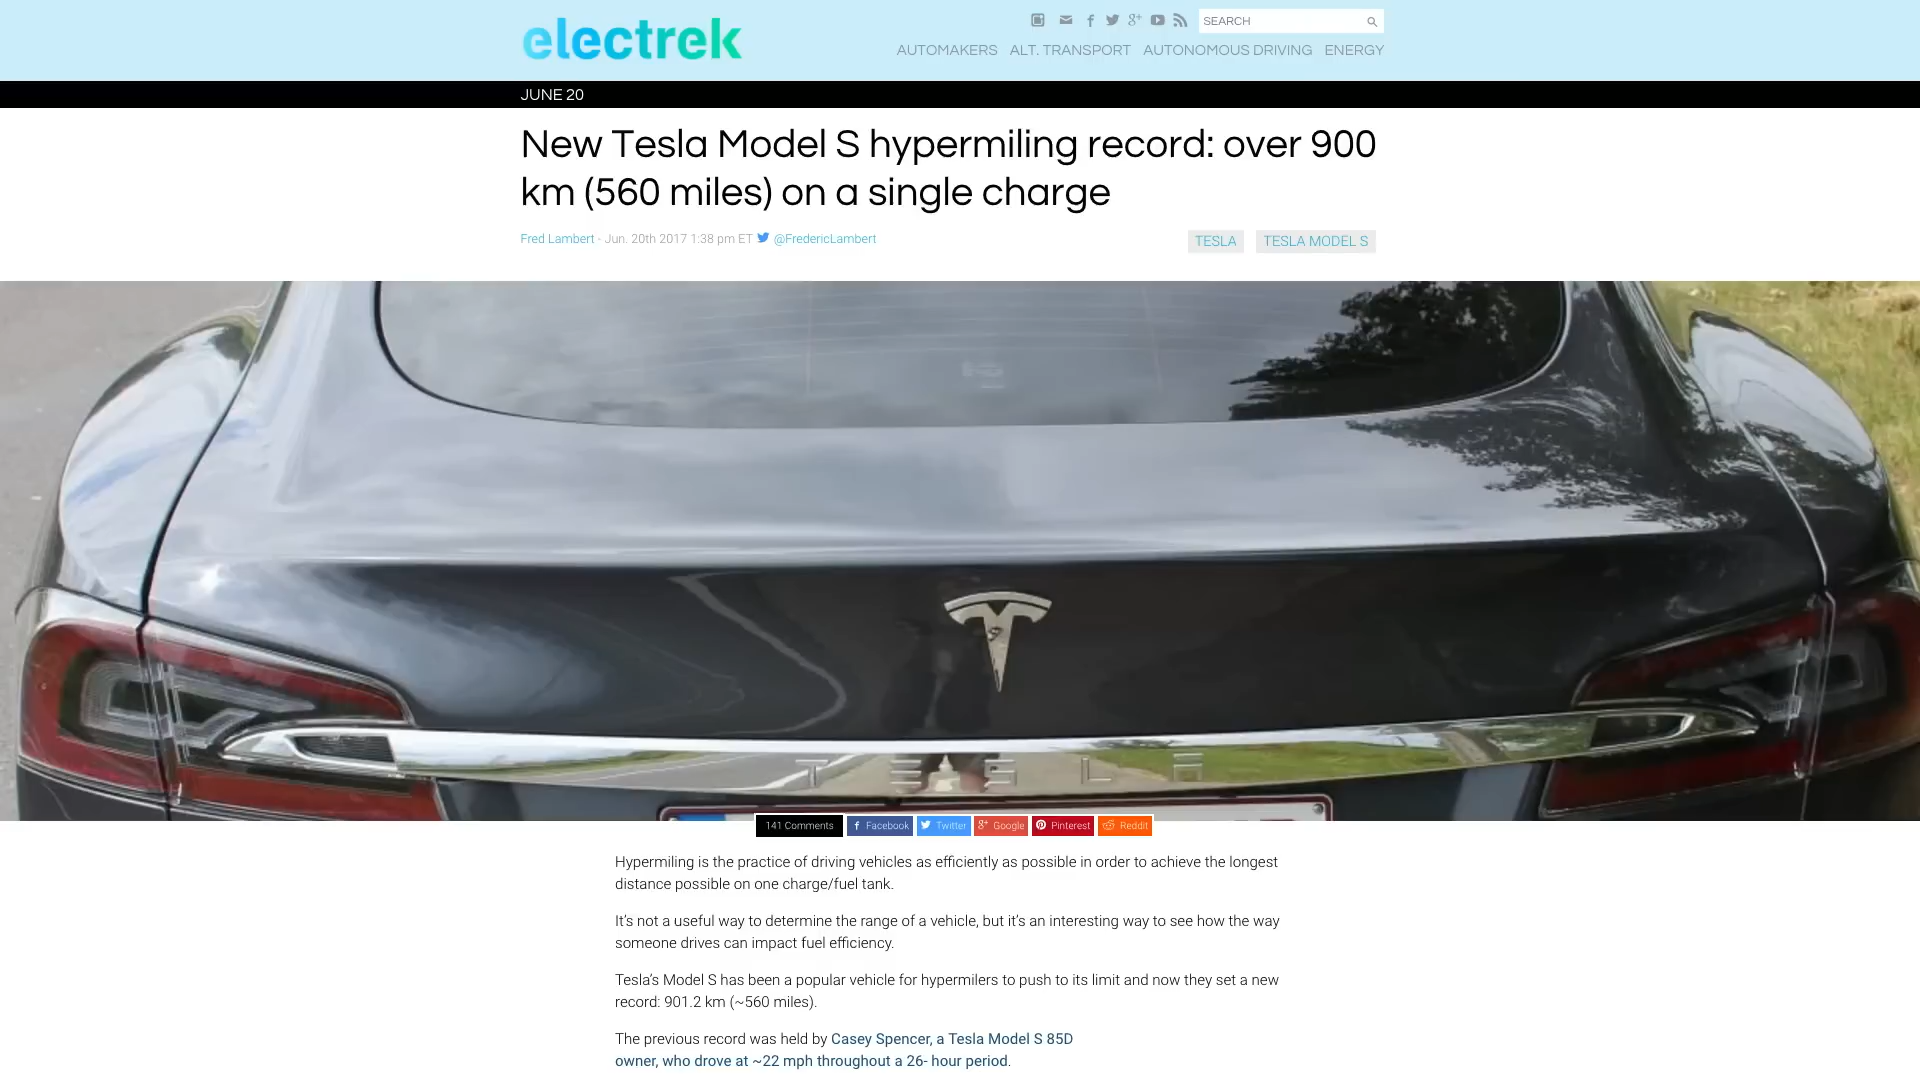 electrek
SEARCH
AUTOMAKERS ALT. TRANSPORT AUTONOMOUS DRIVING ENERGY
JUNE 20
New Tesla Model S hypermiling record: over 900
km (560 miles) on a single charge
Fred Lambert - Jun. 20th 2017 1:38 pm ET @FredericLambert
TESLA TESLA MODEL S
TESLA
141 Comments Facebook Twitter Google Pinterest Reddit
Hypermiling is the practice of driving vehicles as efficiently as possible in order to achieve the longest
distance possible on one charge/fuel tank.
It's not a useful way to determine the range of a vehicle, but it's an interesting way to see how the way
someone drives can impact fuel efficiency.
Tesla's Model S has been a popular vehicle for hypermilers to push to its limit and now they set a new
record: 901.2 km (~560 miles).
The previous record was held by Casey Spencer, a Tesla Model S 85D
owner, who drove at ~22 mph throughout a 26- hour period.